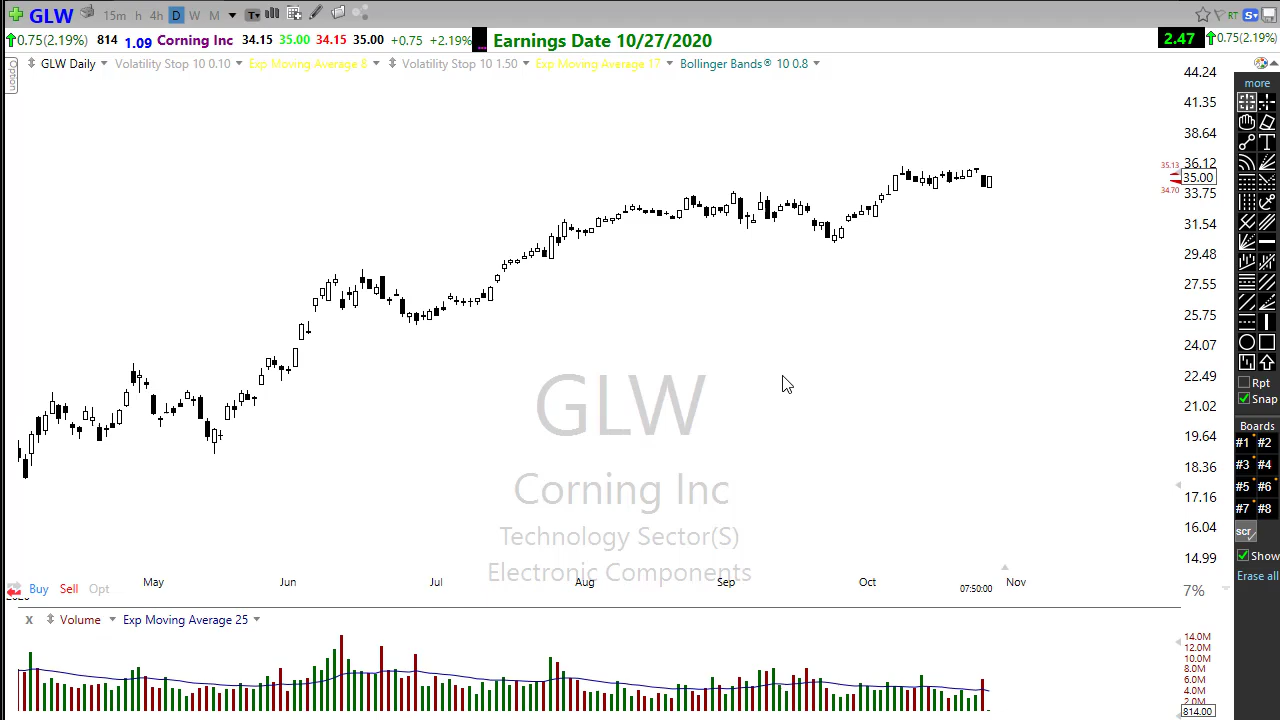 GLW 15m h 4h D W M T RT S
0.75(2.19%) 814 1.09 Corning Inc 34.15 35.00 34.15 35.00 +0.75 +2.19% Earnings Date 10/27/2020 2.47 0.75(2.19%)
Option
GLW Daily Volatility Stop 10 0.10 Exp Moving Average 8 Volatility Stop 10 1.50 Exp Moving Average 17 Bollinger Bands® 10 0.8
44.24
41.35
38.64
36.12
35.13
35.00
34.70
33.75
31.54
29.48
27.55
25.75
24.07
22.49
21.02
19.64
18.36
17.16
16.04
14.99
7%
GLW
Corning Inc
Technology Sector(S)
Electronic Components
more
T
Rpt
Snap
Boards
#1 #2
#3 #4
#5 #6
#7 #8
scr
Show
Erase all
Buy Sell Opt
May Jun Jul Aug Sep Oct Nov
07:50:00
X Volume Exp Moving Average 25
14.0M
12.0M
10.0M
8.0M
6.0M
4.0M
2.0M
814.00